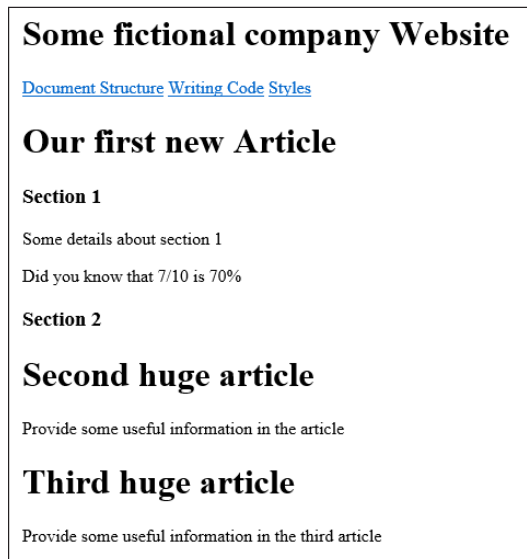 Some fictional company Website
Document Structure Writing Code Styles
Our first new Article
Section 1
Some details about section 1
Did you know that 7/10 is 70%
Section 2
Second huge article
Provide some useful information in the article
Third huge article
Provide some useful information in the third article